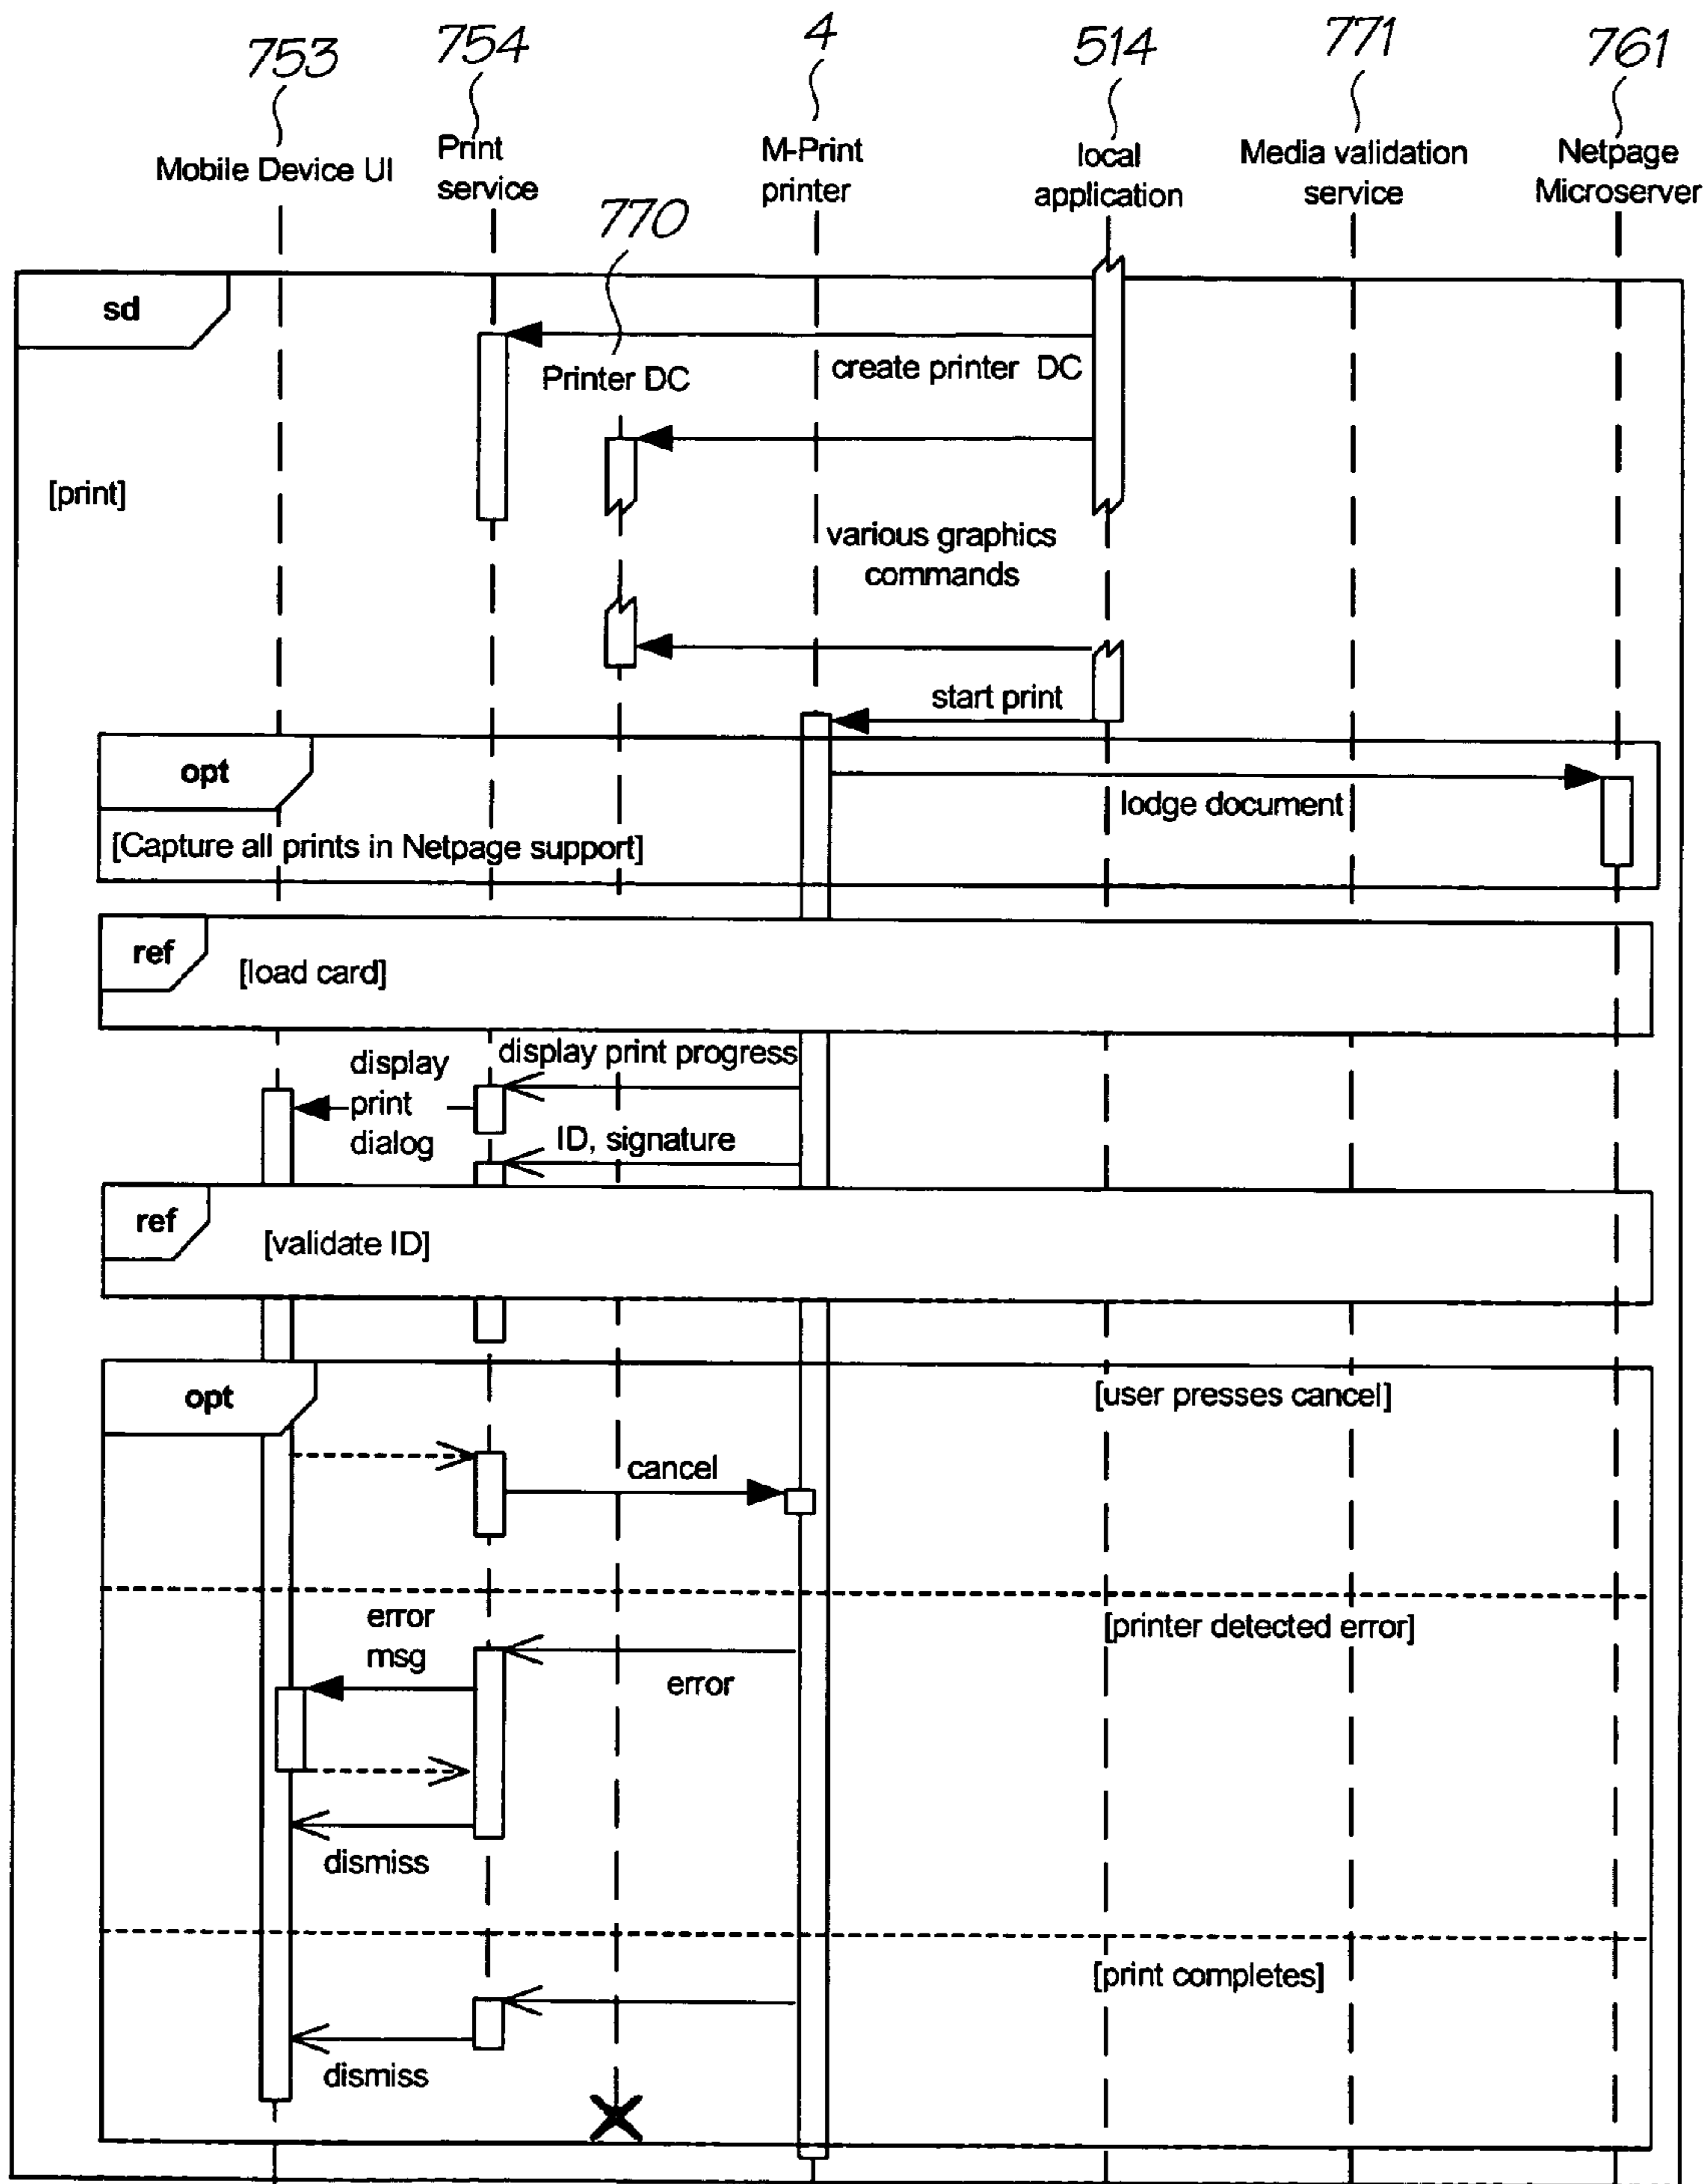 753
754
4
514
771
761
Mobile Device UI
Print
service
M-Print
printer
local
application
Media validation
service
Netpage
Microserver
770
sd
Printer DC
create printer DC
[print]
various graphics
commands
start print
opt
lodge document
[Capture all prints in Netpage support]
ref
[load card]
display print progress
display
print
dialog
ID, signature
ref
[validate ID]
opt
[user presses cancel]
cancel
error
msg
[printer detected error]
error
dismiss
[print completes]
dismiss